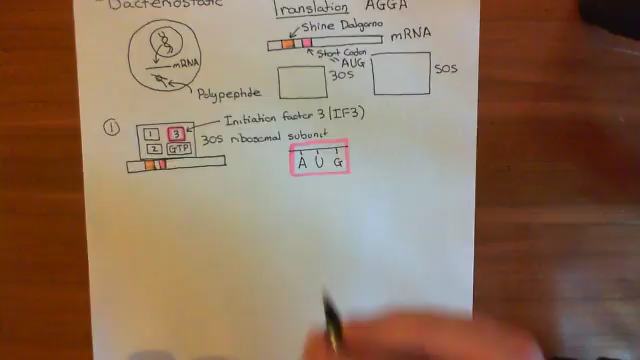 - Bacteriostatic
Translation AGGA
Shine Dalgarno
mRNA
Start Codon
=AUG
30S
50S
mRNA
Polypeptide
① Initiation factor 3 (IF3)
1 3
30S ribosomal subunit
2 GTP
A U G